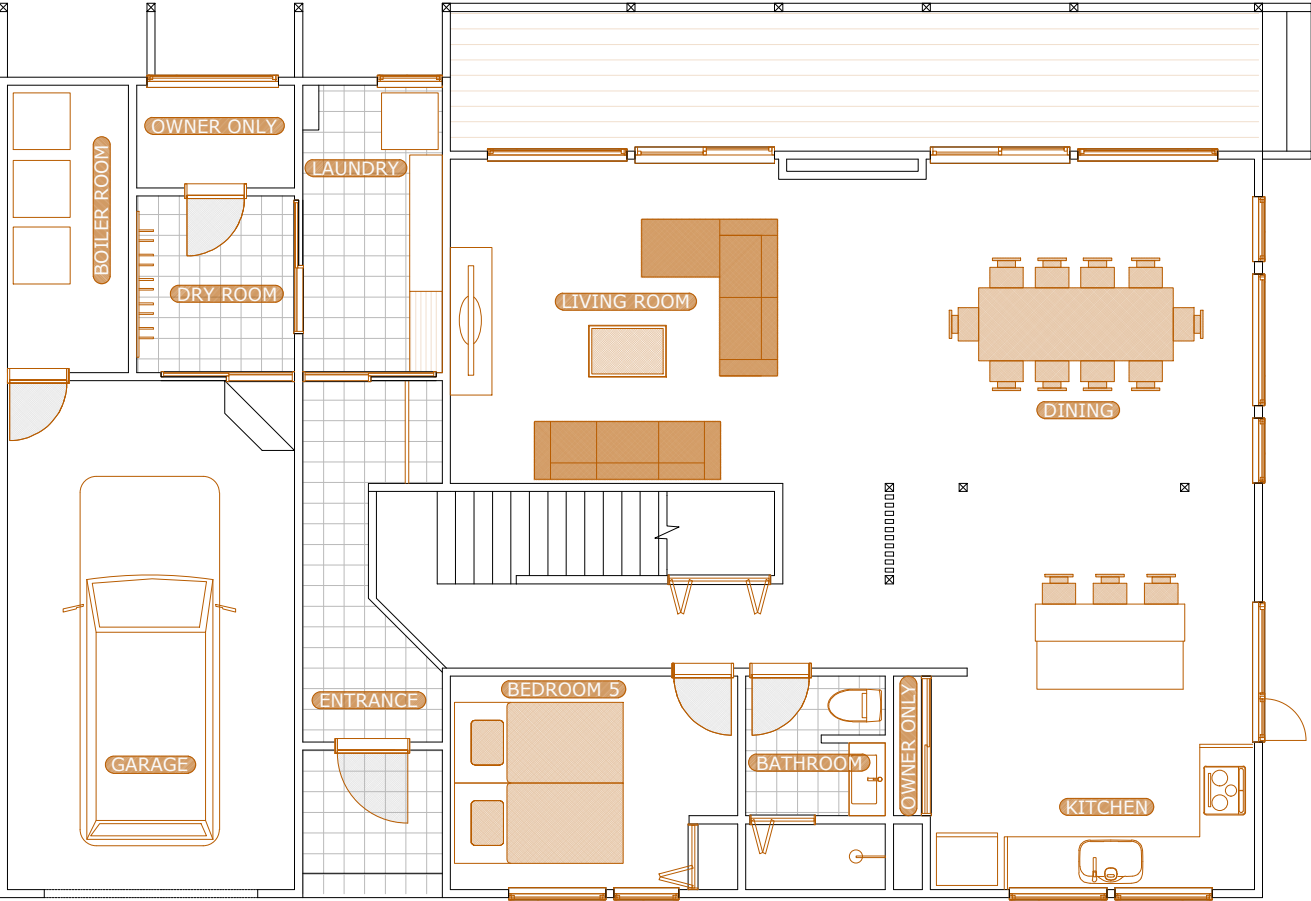 OWNER ONLY
LAUNDRY
BOILER ROOM
DRY ROOM
LIVING ROOM
DINING
BEDROOM 5
ENTRANCE
OWNER ONLY
BATHROOM
GARAGE
KITCHEN